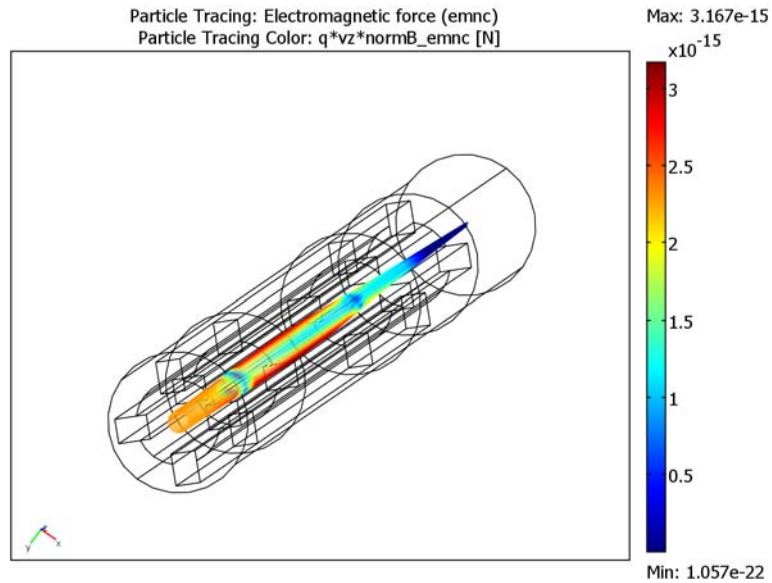 Particle Tracing: Electromagnetic force (emnc)
Particle Tracing Color: q*vz*normB_emnc [N]
Max: 3.167e-15
x10^-15
3
2.5
2
1.5
1
0.5
Min: 1.057e-22
y
x